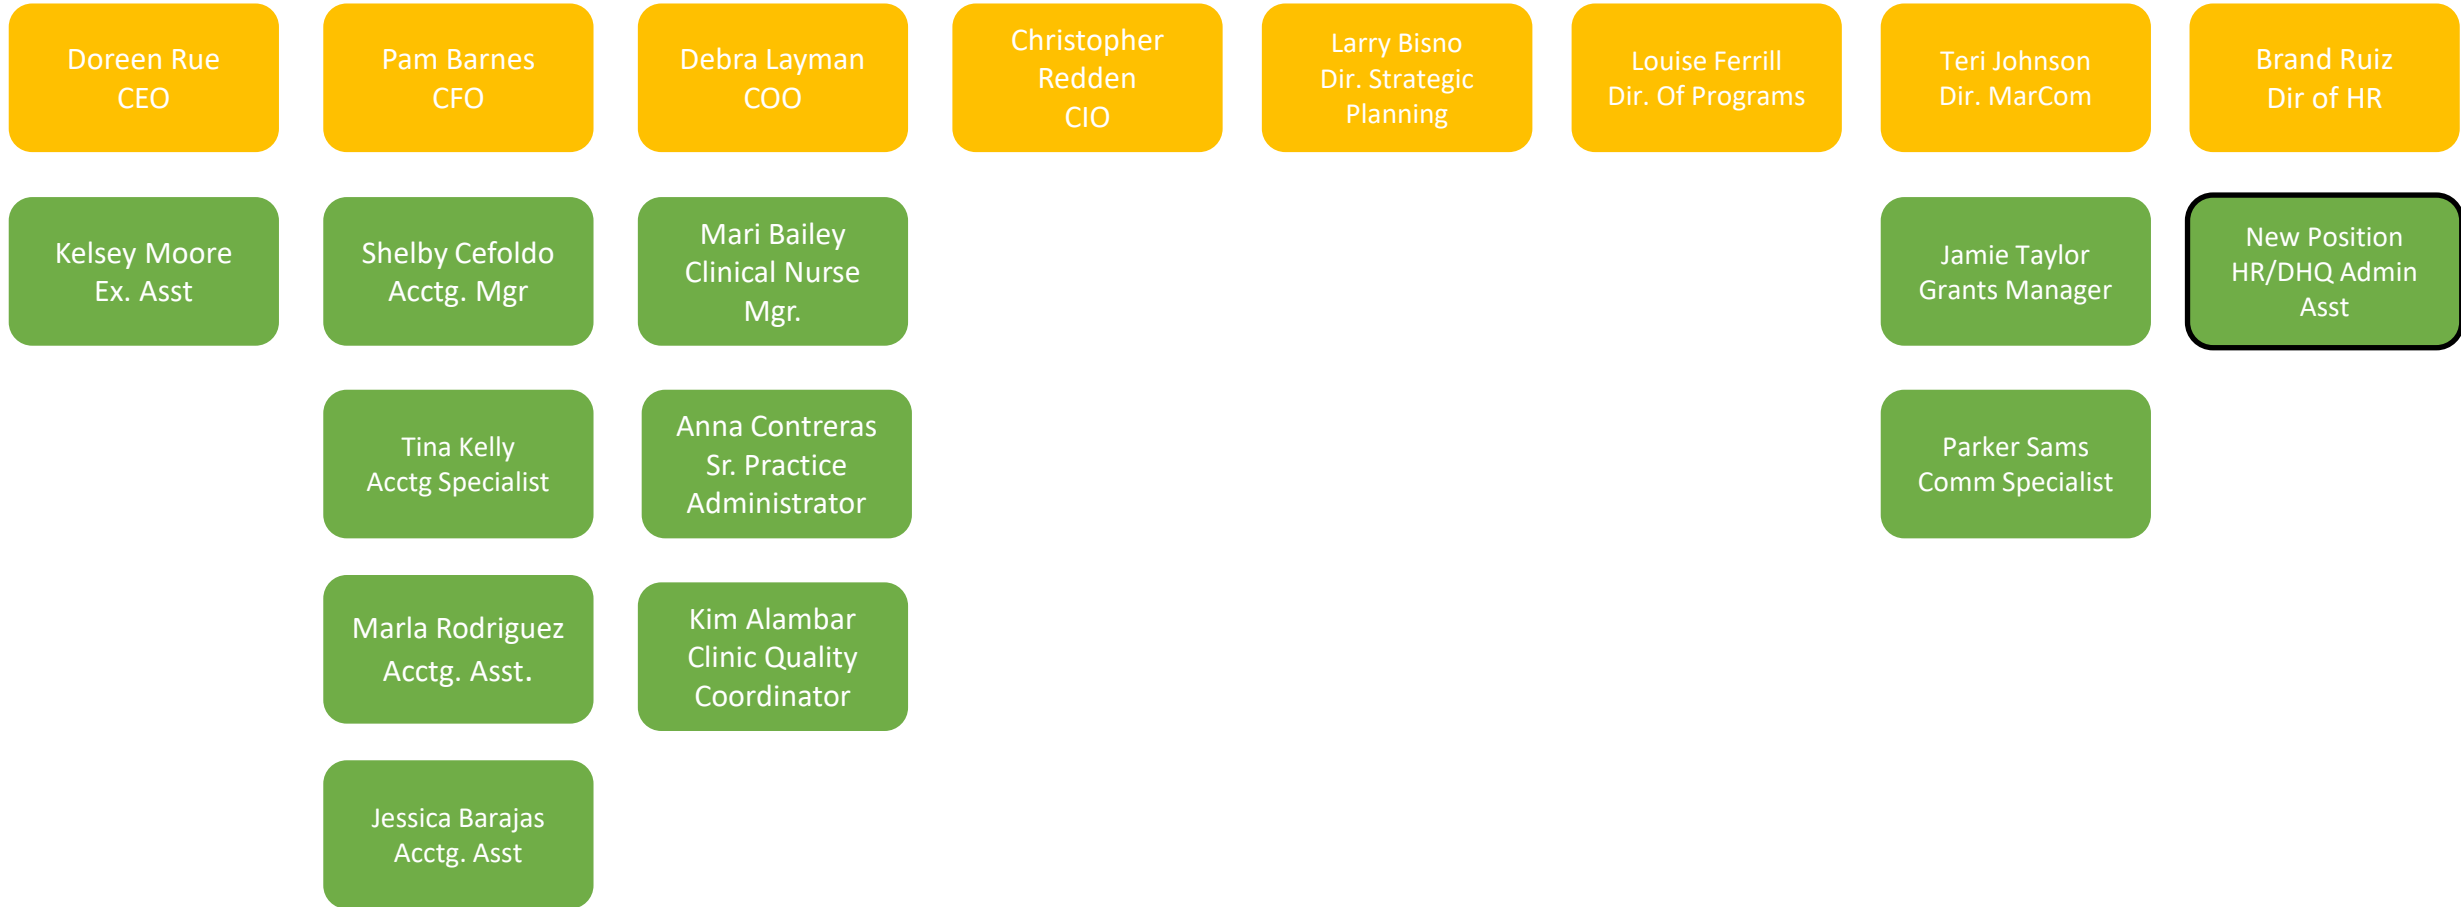 Doreen Rue
CEO
Pam Barnes
CFO
Debra Layman
COO
Christopher
Redden
CIO
Larry Bisno
Dir. Strategic
Planning
Louise Ferrill
Dir. Of Programs
Teri Johnson
Dir. MarCom
Brand Ruiz
Dir of HR
Kelsey Moore
Ex. Asst
Shelby Cefoldo
Acctg. Mgr
Mari Bailey
Clinical Nurse
Mgr.
Jamie Taylor
Grants Manager
New Position
HR/DHQ Admin
Asst
Tina Kelly
Acctg Specialist
Anna Contreras
Sr. Practice
Administrator
Parker Sams
Comm Specialist
Marla Rodriguez
Acctg. Asst.
Kim Alambar
Clinic Quality
Coordinator
Jessica Barajas
Acctg. Asst